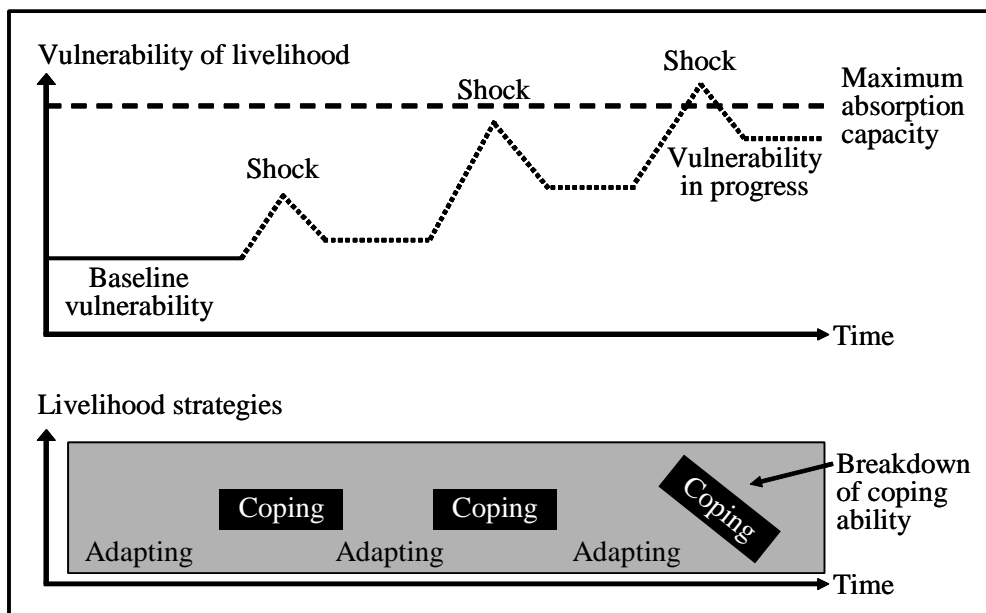 Vulnerability of livelihood
Shock
Shock
Shock
Maximum
absorption
capacity
Vulnerability
in progress
Baseline
vulnerability
Time
Livelihood strategies
Coping
Coping
Coping
Breakdown
of coping
ability
Adapting
Adapting
Adapting
Time